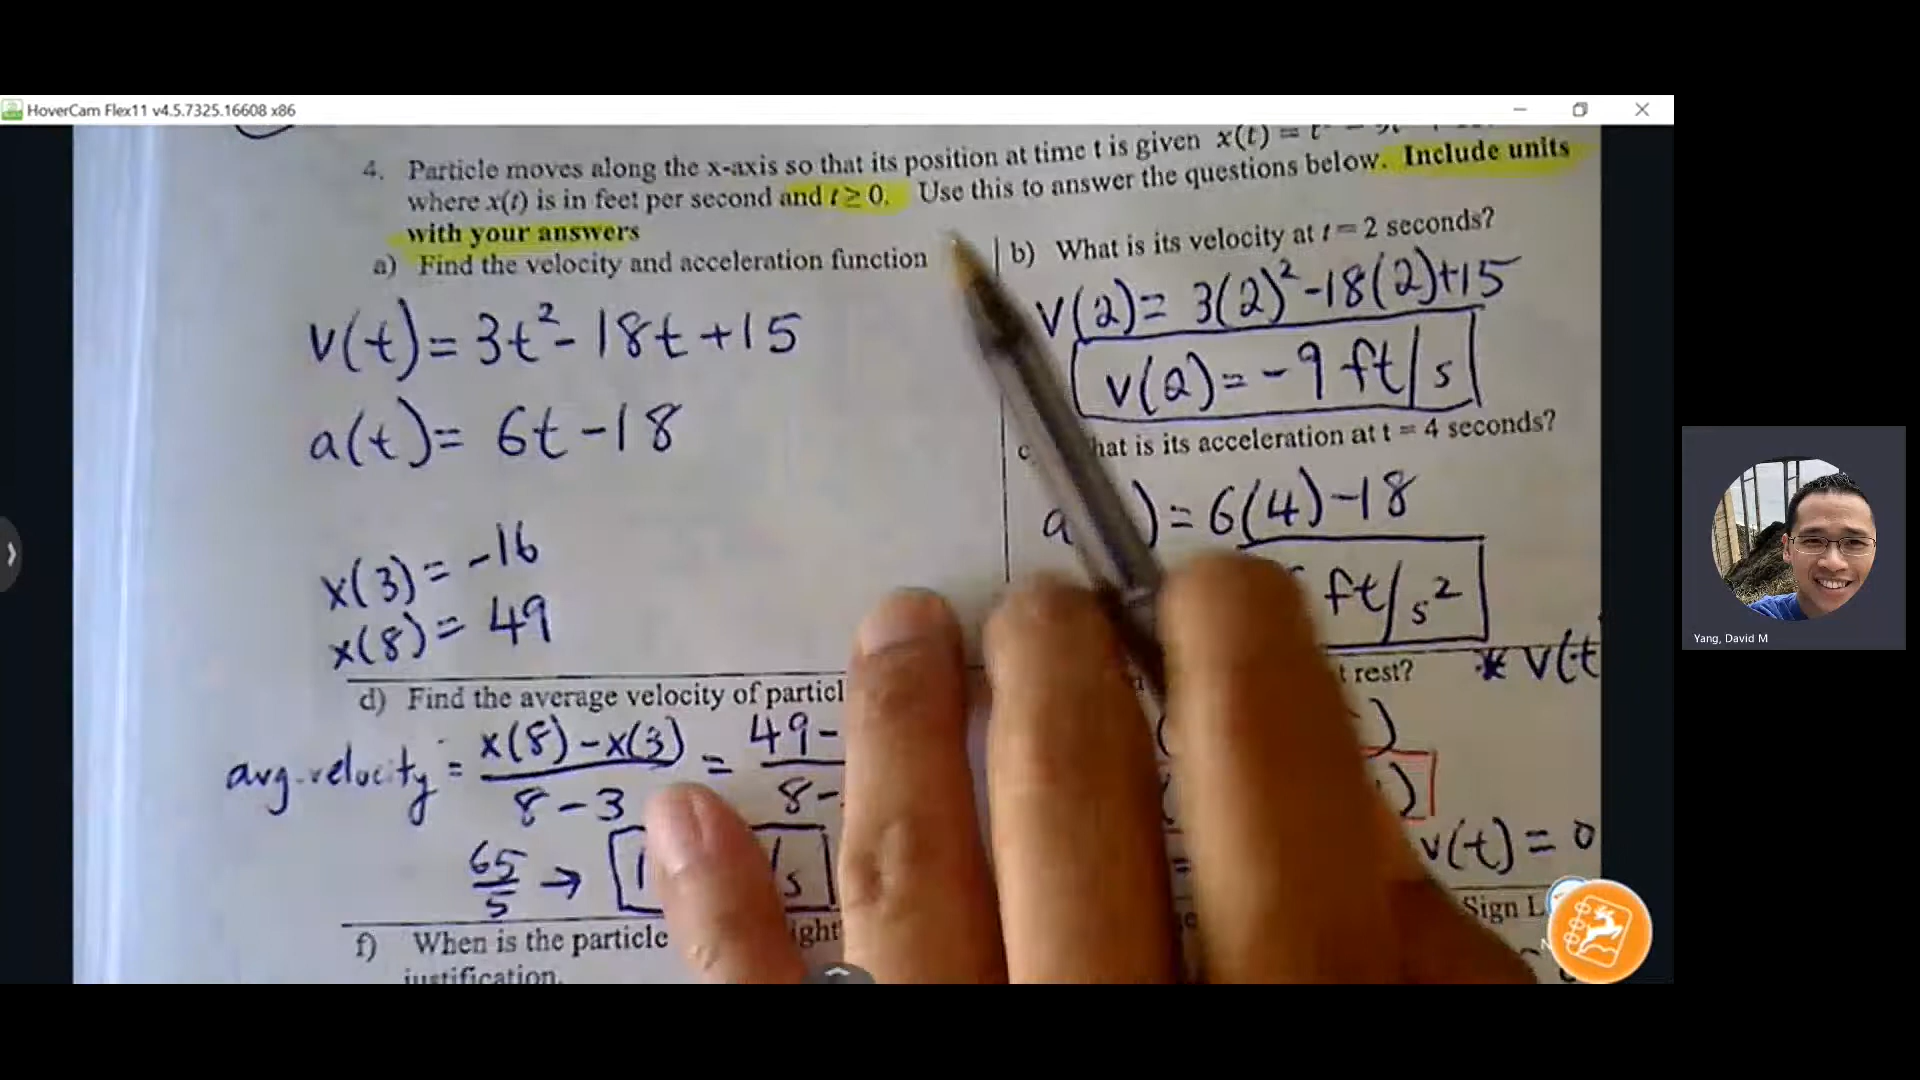 HoverCam Flex11 v4.5.7325.16608 x86
4. Particle moves along the x-axis so that its position at time t is given x(t) =
where x(t) is in feet per second and t ≥ 0. Use this to answer the questions below. Include units
with your answers
a) Find the velocity and acceleration function
v(t) = 3t² - 18t + 15
a(t) = 6t - 18
x(3) = -16
x(8) = 49
b) What is its velocity at t = 2 seconds?
v(2) = 3(2)² - 18(2) + 15
v(2) = -9 ft/s
hat is its acceleration at t = 4 seconds?
) = 6(4) - 18
ft/s²
d) Find the average velocity of particl
avg. velocity = x(8) - x(3) / 8 - 3 = 49 - / 8 -
65/5 → /s
t rest?
* v(t
v(t) = 0
Sign L
f) When is the particle ight
justification.
Yang, David M